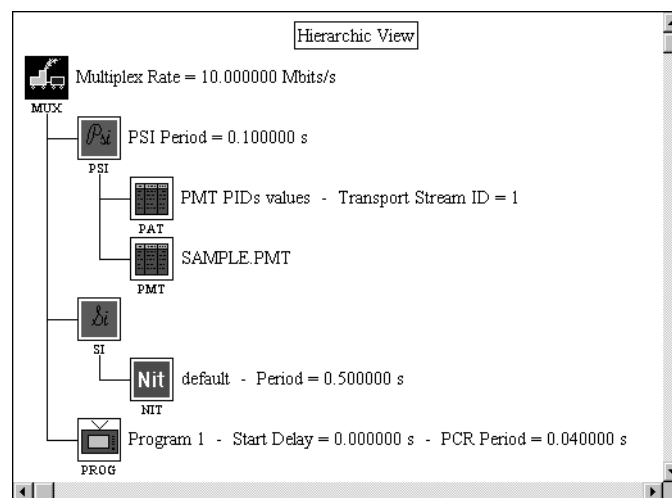 Hierarchic View
Multiplex Rate = 10.000000 Mbits/s
MUX
Psi PSI Period = 0.100000 s
PSI
PMT PIDs values - Transport Stream ID = 1
PAT
SAMPLE.PMT
PMT
Si
SI
Nit default - Period = 0.500000 s
NIT
Program 1 - Start Delay = 0.000000 s - PCR Period = 0.040000 s
PROG